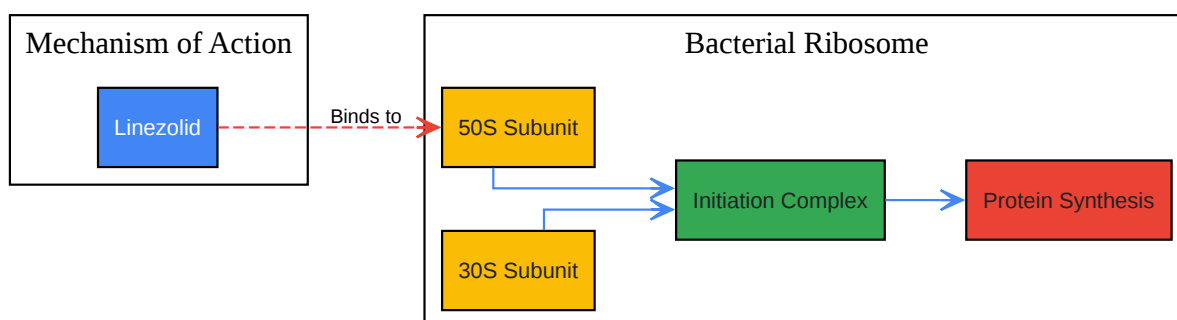 Mechanism of Action
Bacterial Ribosome
Linezolid
Binds to
50S Subunit
Initiation Complex
Protein Synthesis
30S Subunit